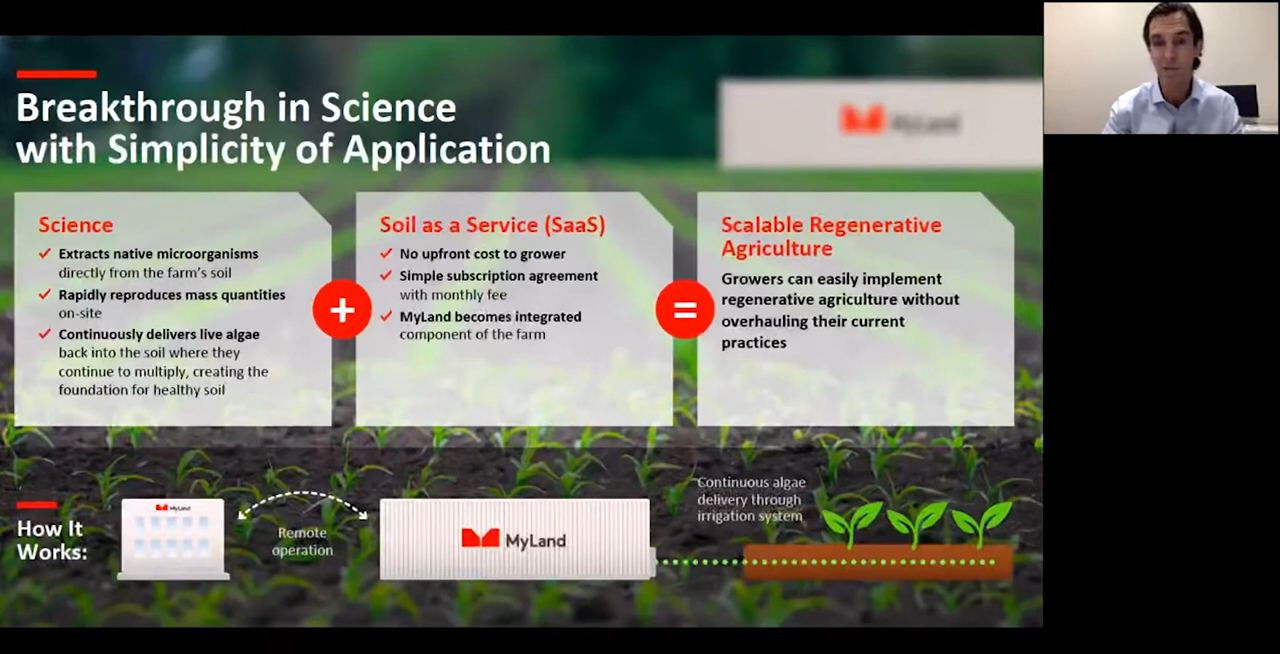 Breakthrough in Science
with Simplicity of Application
MyLand
Science
Extracts native microorganisms
directly from the farm's soil
Rapidly reproduces mass quantities
on-site
Continuously delivers live algae
back into the soil where they
continue to multiply, creating the
foundation for healthy soil
+
Soil as a Service (SaaS)
No upfront cost to grower
Simple subscription agreement
with monthly fee
MyLand becomes integrated
component of the farm
=
Scalable Regenerative
Agriculture
Growers can easily implement
regenerative agriculture without
overhauling their current
practices
How It
Works:
MyLand
Remote
operation
MyLand
Continuous algae
delivery through
irrigation system